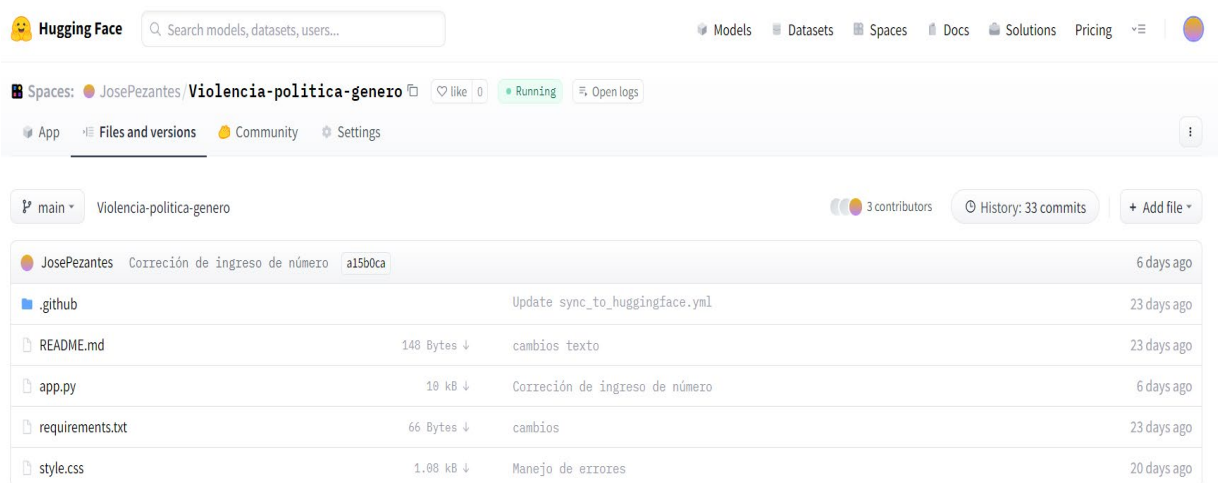 Hugging Face Search models, datasets, users... Models Datasets Spaces Docs Solutions Pricing
Spaces: JosePezantes/Violencia-politica-genero like 0 Running Open logs
App Files and versions Community Settings
main Violencia-politica-genero 3 contributors History: 33 commits + Add file
JosePezantes Correción de ingreso de número a15b0ca 6 days ago
.github Update sync_to_huggingface.yml 23 days ago
README.md 148 Bytes ↓ cambios texto 23 days ago
app.py 10 kB ↓ Correción de ingreso de número 6 days ago
requirements.txt 66 Bytes ↓ cambios 23 days ago
style.css 1.08 kB ↓ Manejo de errores 20 days ago